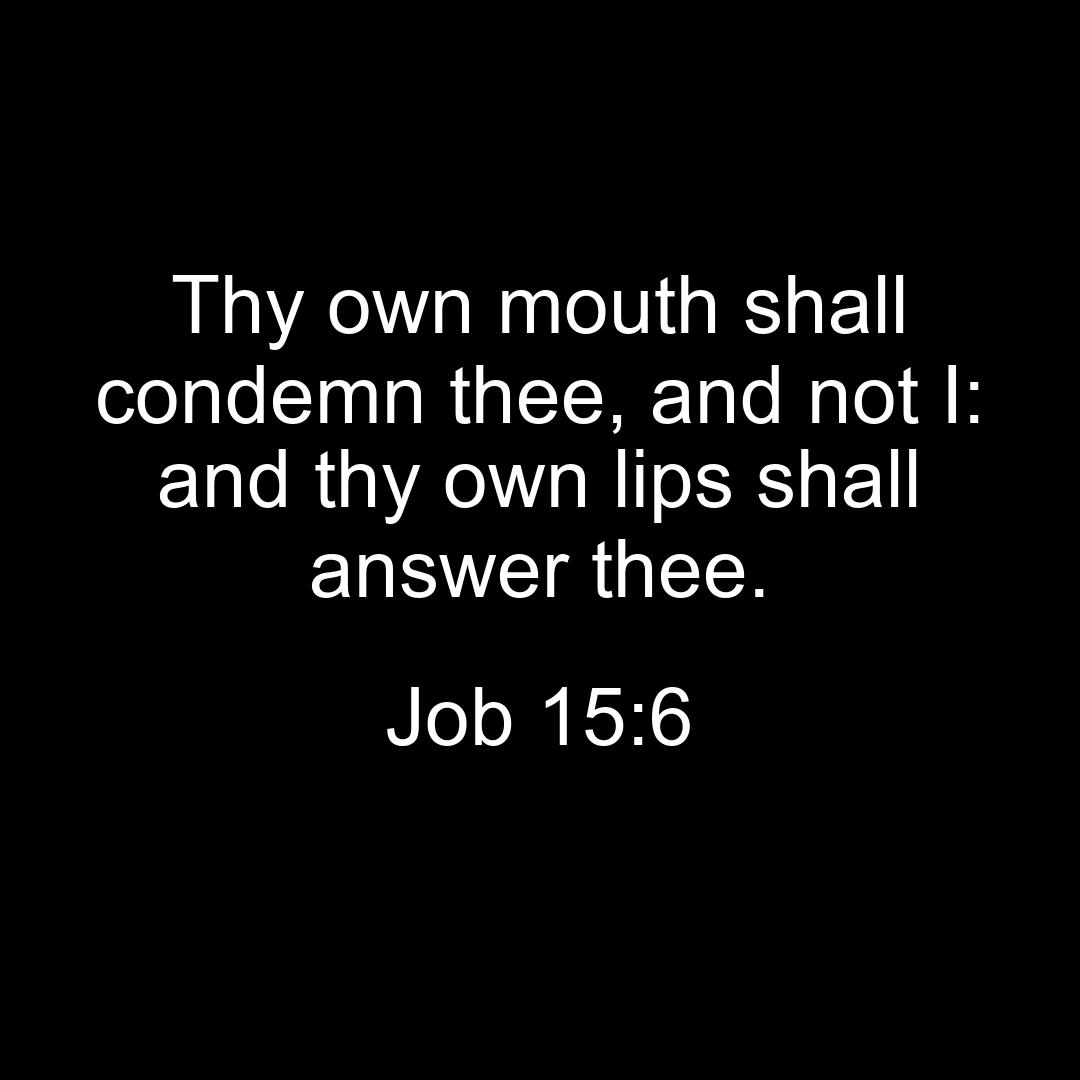 Thy own mouth shall
condemn thee, and not I:
and thy own lips shall
answer thee.
Job 15:6